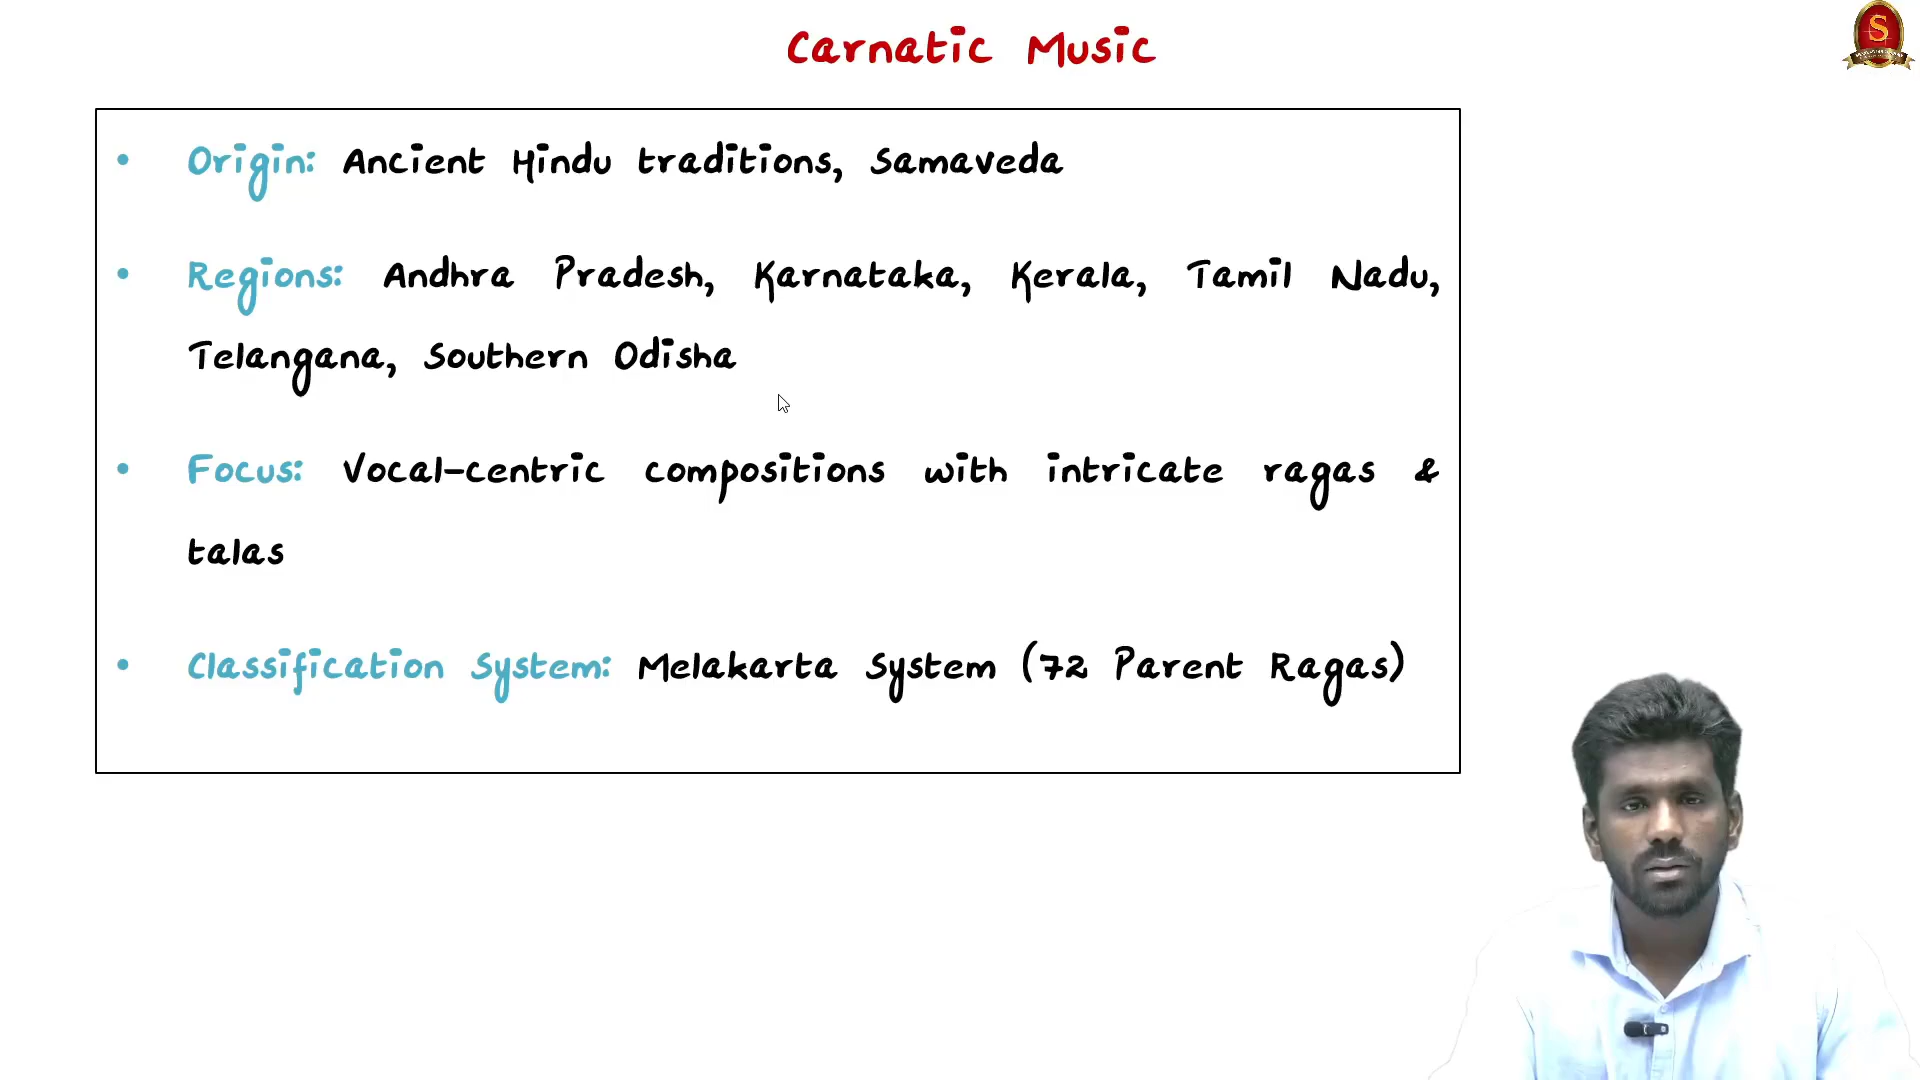 Carnatic Music
S
• Origin: Ancient Hindu traditions, Samaveda
• Regions: Andhra Pradesh, Karnataka, Kerala, Tamil Nadu,
Telangana, Southern Odisha
• Focus: Vocal-centric compositions with intricate ragas &
talas
• Classification System: Melakarta System (72 Parent Ragas)